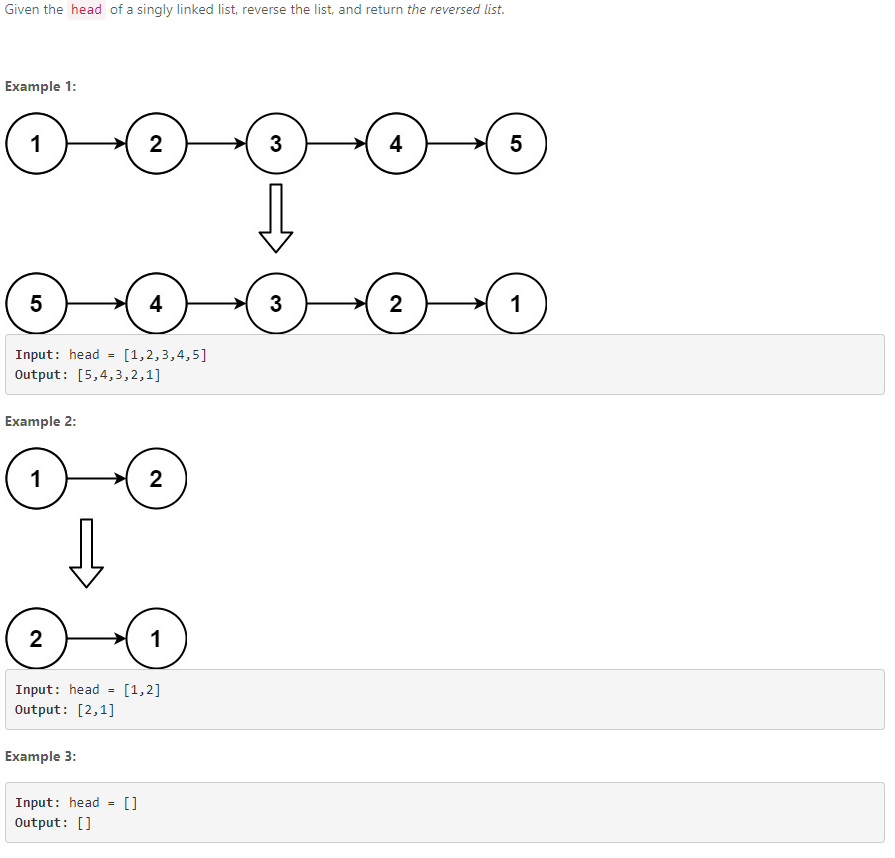 Given the head of a singly linked list, reverse the list, and return the reversed list.
Example 1:
1 2 3 4 5
5 4 3 2 1
Input: head = [1,2,3,4,5]
Output: [5,4,3,2,1]
Example 2:
1 2
2 1
Input: head = [1,2]
Output: [2,1]
Example 3:
Input: head = []
Output: []